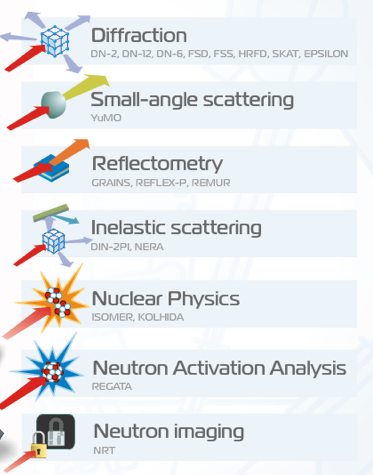 Diffraction
DN-2, DN-12, DN-6, FSD, FSS, HRFD, SKAT, EPSILON
Small-angle scattering
YuMO
Reflectometry
GRAINS, REFLEX-P, REMUR
Inelastic scattering
DIN-2PI, NERA
Nuclear Physics
ISOMER, KOLHIDA
Neutron Activation Analysis
REGATA
Neutron imaging
NRT